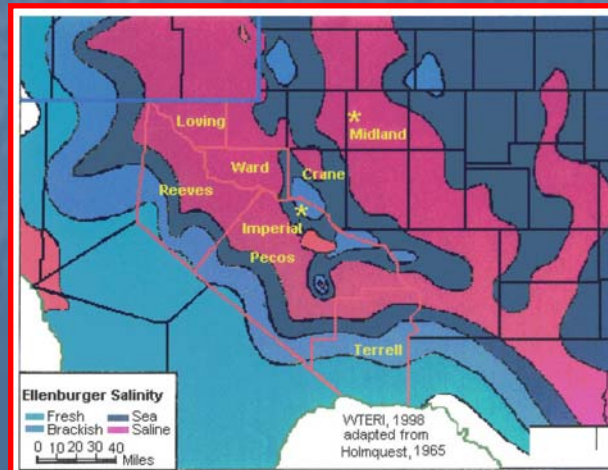 Loving
Midland
Ward
Crane
Reeves
Imperial
Pecos
Terrell
Ellenburger Salinity
Fresh Sea
Brackish Saline
0 10 20 30 40
Miles
WTERI, 1998
adapted from
Holmquest, 1965